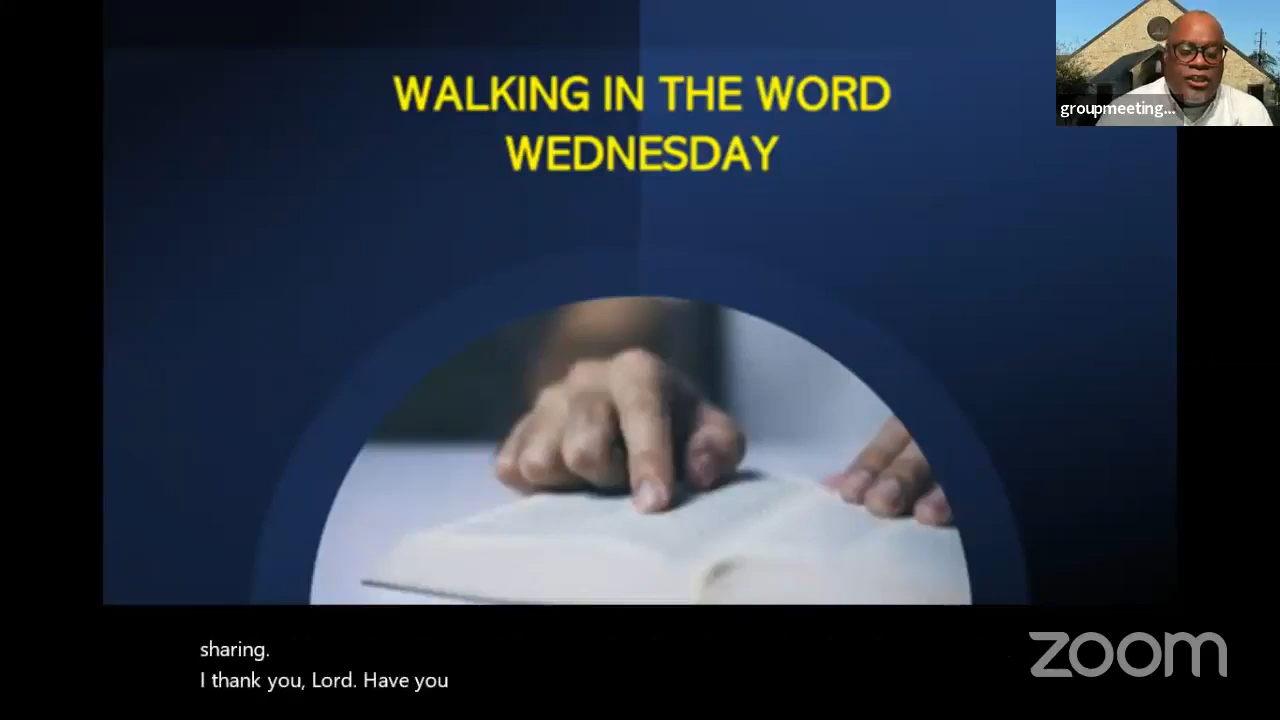 WALKING IN THE WORD
WEDNESDAY
groupmeeting...
sharing.
I thank you, Lord. Have you
zoom